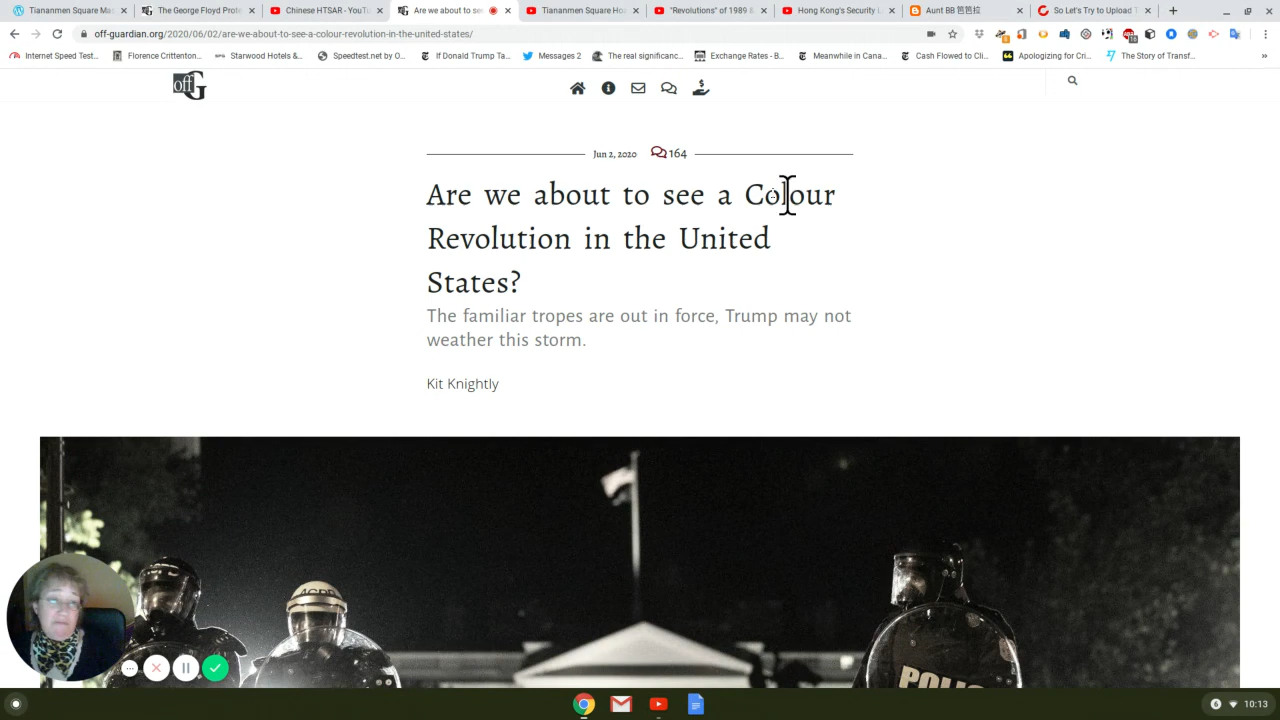 Tiananmen Square Ma
The George Floyd Prote
Chinese HTSAR - YouTu
Are we about to se
Tiananmen Square Ho
"Revolutions" of 1989 &
Hong Kong's Security L
Aunt BB 芭芭拉
So Let's Try to Upload T
off-guardian.org/2020/06/02/are-we-about-to-see-a-colour-revolution-in-the-united-states/
Internet Speed Test...
Florence Crittenton...
Starwood Hotels &...
Speedtest.net by O...
If Donald Trump Ta...
Messages 2
The real significanc...
Exchange Rates - B...
Meanwhile in Cana...
Cash Flowed to Cli...
Apologizing for Cri...
The Story of Transf...
offG
Jun 2, 2020 164
Are we about to see a Colour
Revolution in the United
States?
The familiar tropes are out in force, Trump may not
weather this storm.
Kit Knightly
POLIC
6 10:13